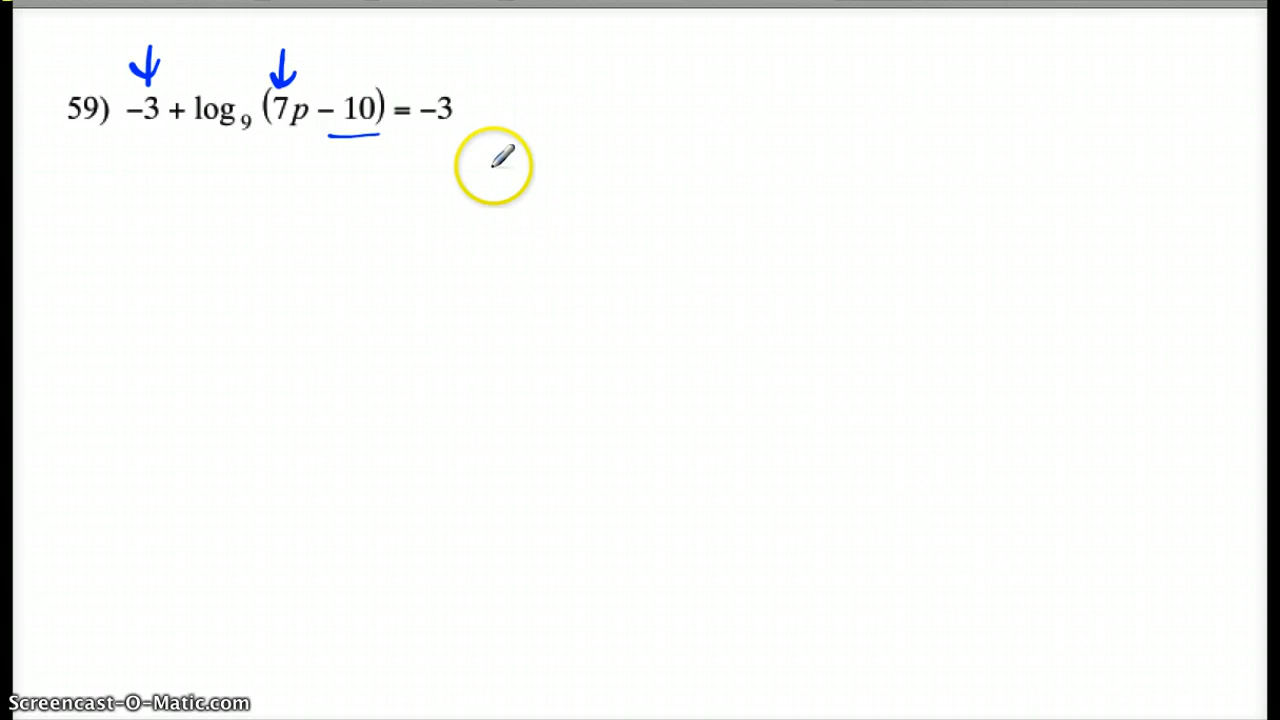 59) −3 + log₉ (7p − 10) = −3
Screencast-O-Matic.com